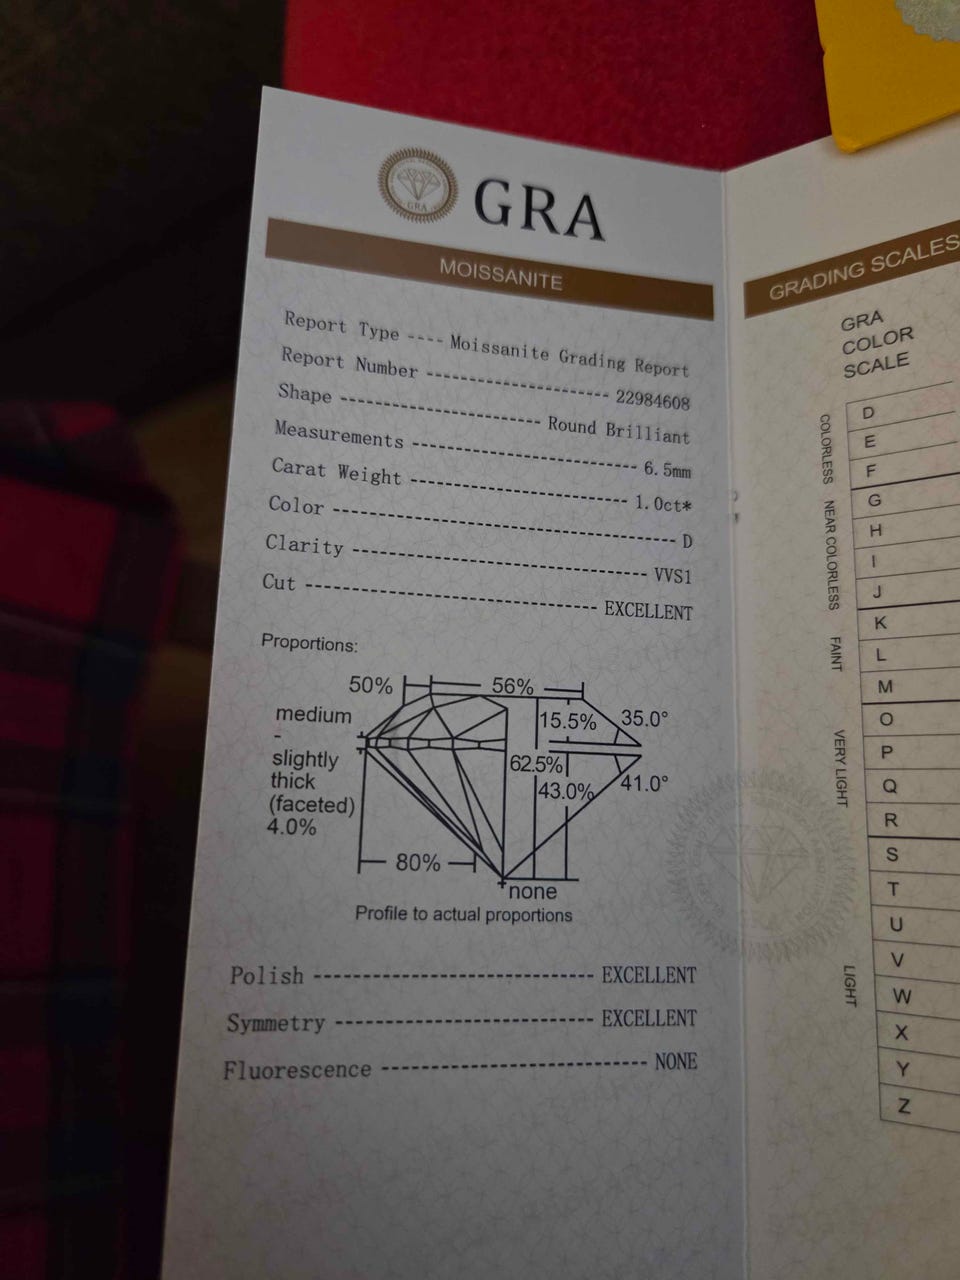 GRA
GRA
MOISSANITE
Report Type ---- Moissanite Grading Report
Report Number ---------------------- 22984608
Shape ------------------------ Round Brilliant
Measurements --------------------------- 6.5mm
Carat Weight -------------------------- 1.0ct*
Color ---------------------------------------- D
Clarity ---------------------------------- VVS1
Cut ---------------------------------- EXCELLENT
Proportions:
50%
56%
medium
-
slightly
thick
(faceted)
4.0%
15.5%
35.0°
62.5%
43.0%
41.0°
80%
none
Profile to actual proportions
Polish -------------------------------- EXCELLENT
Symmetry ------------------------------ EXCELLENT
Fluorescence ------------------------------- NONE
GRADING SCALES
GRA
COLOR
SCALE
COLORLESS
D
E
F
NEAR COLORLESS
G
H
I
J
FAINT
K
L
M
VERY LIGHT
O
P
Q
R
LIGHT
S
T
U
V
W
X
Y
Z